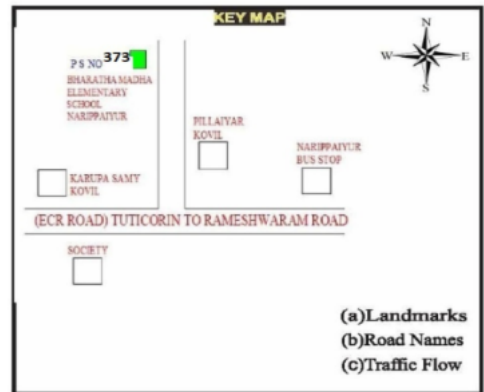 KEY MAP
N
W E
S
P S NO 373
BHARATHA MADHA
ELEMENTARY
SCHOOL
NARIPPAIYUR
PILLAIYAR
KOVIL
NARIPPAIYUR
BUS STOP
KARUPA SAMY
KOVIL
(ECR ROAD) TUTICORIN TO RAMESHWARAM ROAD
SOCIETY
(a)Landmarks
(b)Road Names
(c)Traffic Flow